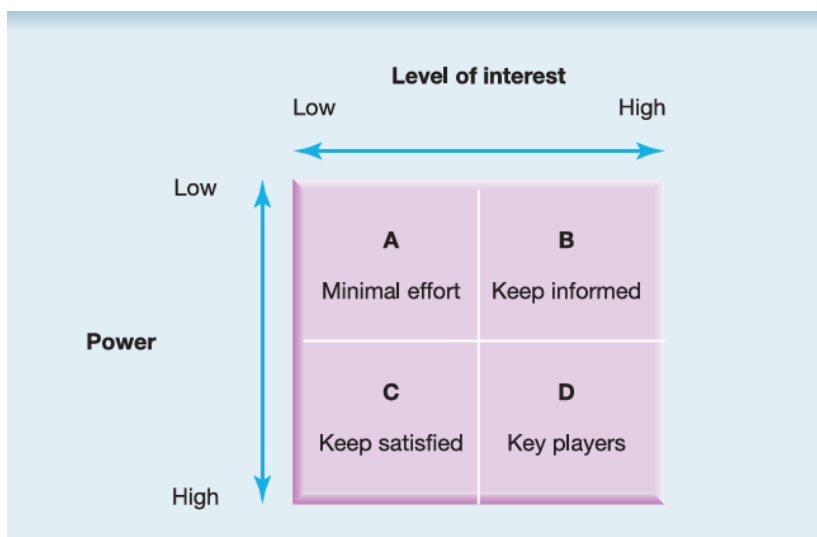 Level of interest
Low High
Low
A B
Minimal effort Keep informed
Power
C D
Keep satisfied Key players
High